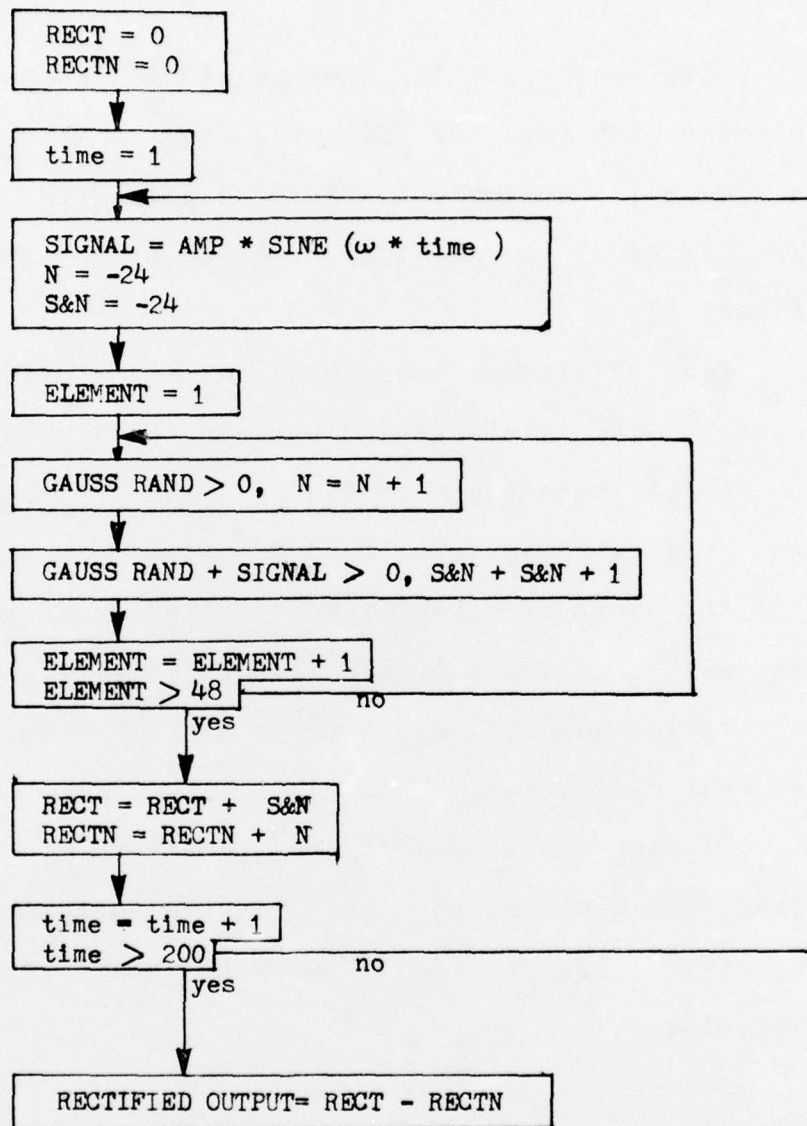 RECT = 0
RECTN = 0
time = 1
SIGNAL = AMP * SINE (ω * time )
N = -24
S&N = -24
ELEMENT = 1
GAUSS RAND > 0, N = N + 1
GAUSS RAND + SIGNAL > 0, S&N + S&N + 1
ELEMENT = ELEMENT + 1
ELEMENT > 48
no
yes
RECT = RECT + S&N
RECTN = RECTN + N
time = time + 1
time > 200
no
yes
RECTIFIED OUTPUT= RECT - RECTN